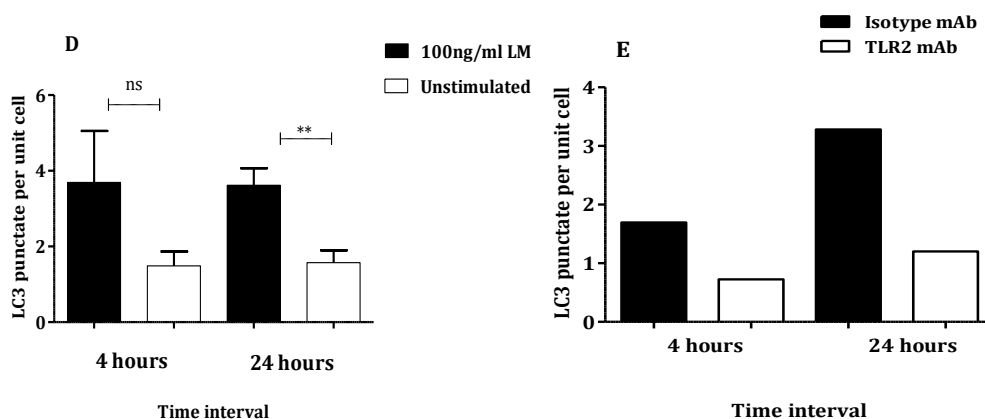 D
100ng/ml LM
Unstimulated
ns
**
LC3 punctate per unit cell
6
4
2
0
4 hours 24 hours
Time interval
E
Isotype mAb
TLR2 mAb
LC3 punctate per unit cell
4
3
2
1
0
4 hours 24 hours
Time interval